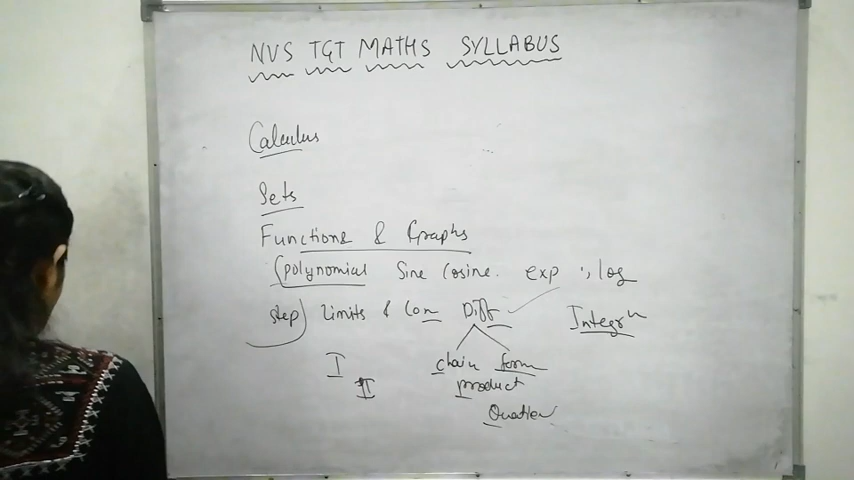 NVS TGT MATHS SYLLABUS
Calculus
Sets
Functions & Graphs
(polynomial Sine Cosine. exp , log
step) limits & Con Diff ✓ Integrⁿ
I chain form
II product